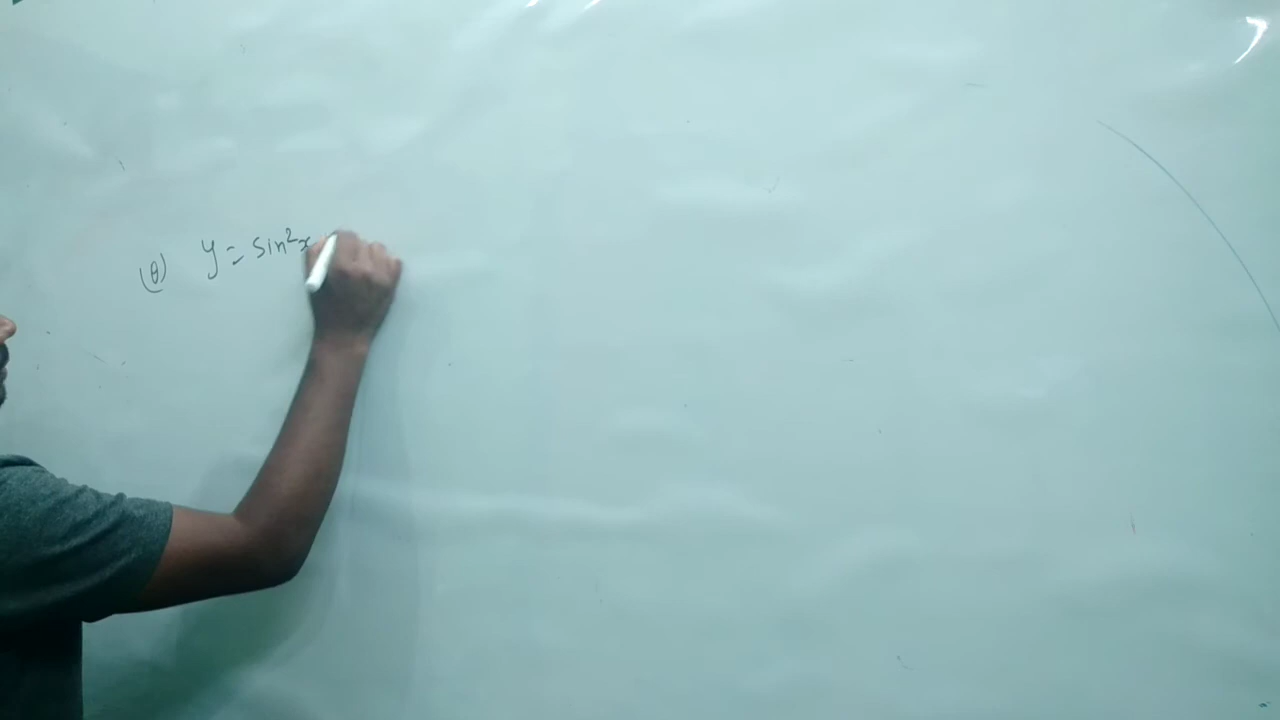 (θ) y = sin²x